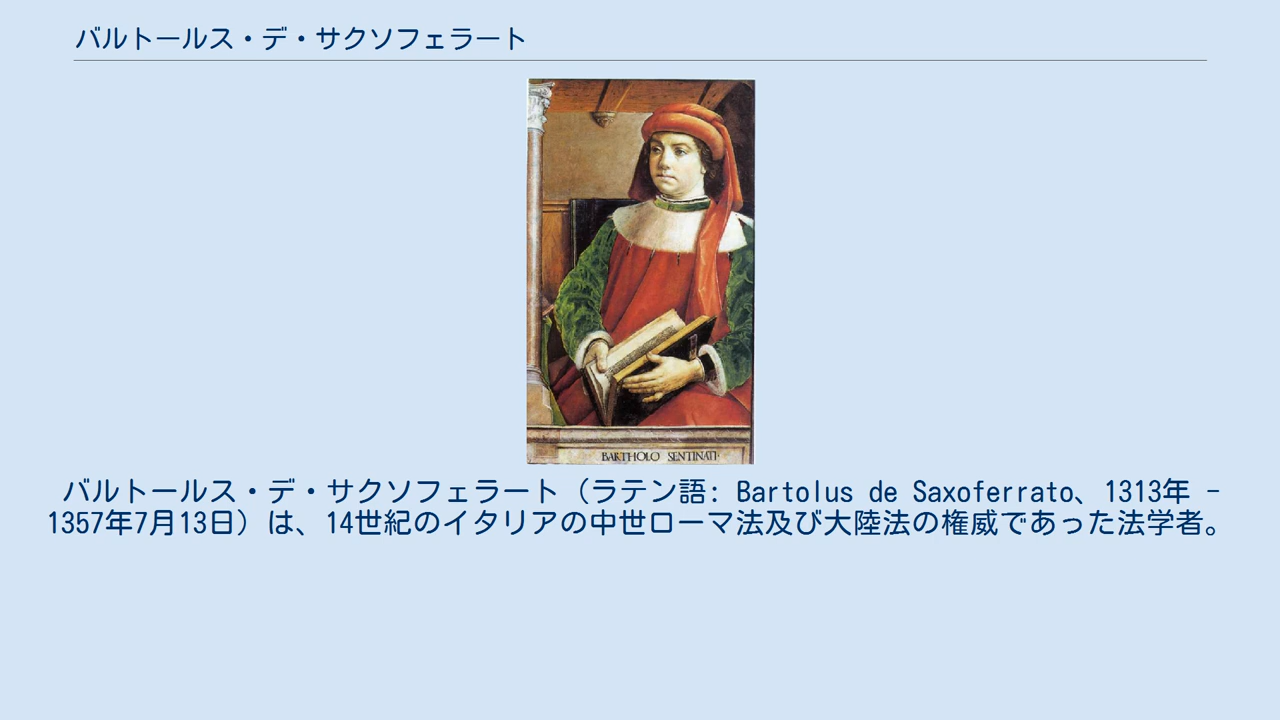 バルトールス・デ・サクソフェラート
BARTHOLO SENTINATI·
バルトールス・デ・サクソフェラート（ラテン語: Bartolus de Saxoferrato、1313年 -
1357年7月13日）は、14世紀のイタリアの中世ローマ法及び大陸法の権威であった法学者。